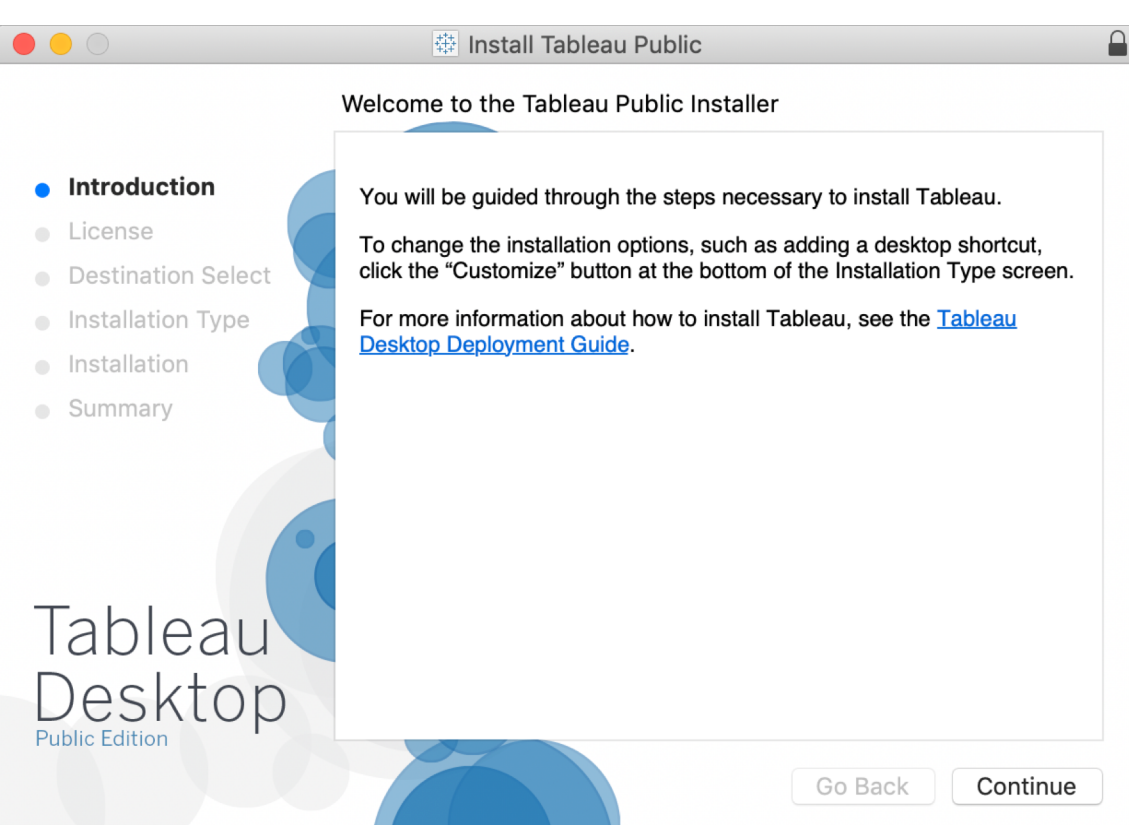 Install Tableau Public
Welcome to the Tableau Public Installer
Introduction
License
Destination Select
Installation Type
Installation
Summary
You will be guided through the steps necessary to install Tableau.
To change the installation options, such as adding a desktop shortcut,
click the “Customize” button at the bottom of the Installation Type screen.
For more information about how to install Tableau, see the Tableau
Desktop Deployment Guide.
Tableau
Desktop
Public Edition
Go Back
Continue